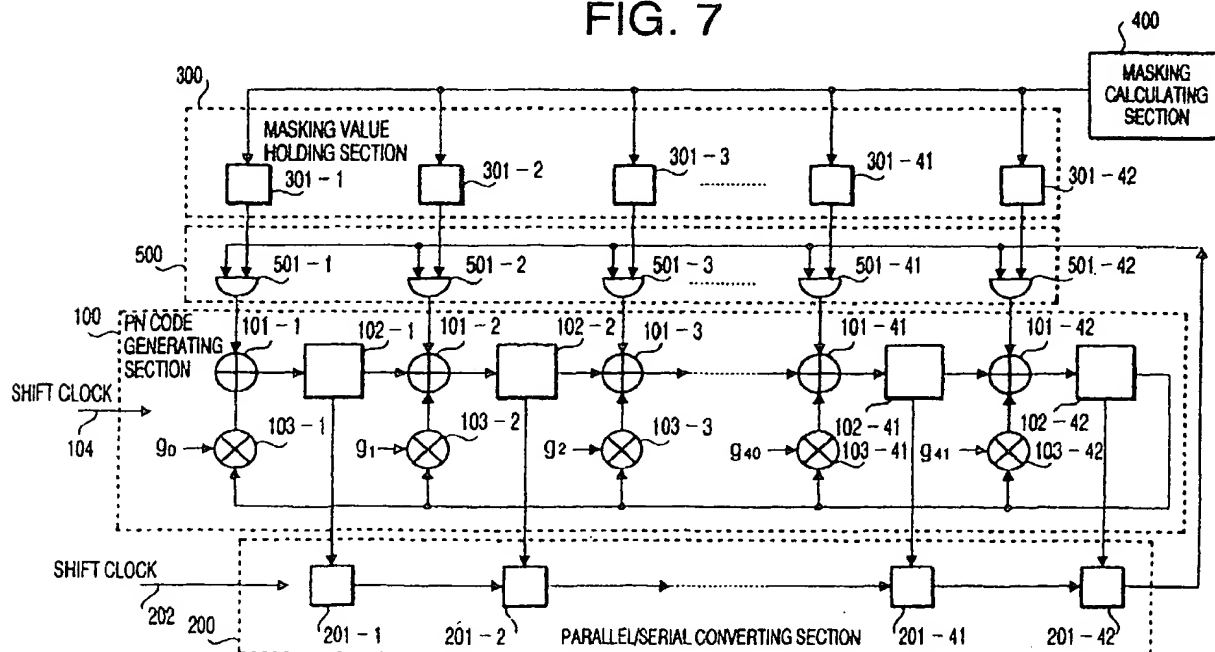 FIG. 7
400
MASKING
CALCULATING
SECTION
300
MASKING VALUE
HOLDING SECTION
301-1
301-2
301-3
301-41
301-42
500
501-1
501-2
501-3
501-41
501-42
100
PN CODE
GENERATING
SECTION
101-1
102-1
101-2
102-2
101-3
101-41
101-42
SHIFT CLOCK
104
102-41
102-42
g0
103-1
g1
103-2
g2
103-3
g40
103-41
g41
103-42
SHIFT CLOCK
202
200
201-1
201-2
PARALLEL/SERIAL CONVERTING SECTION
201-41
201-42